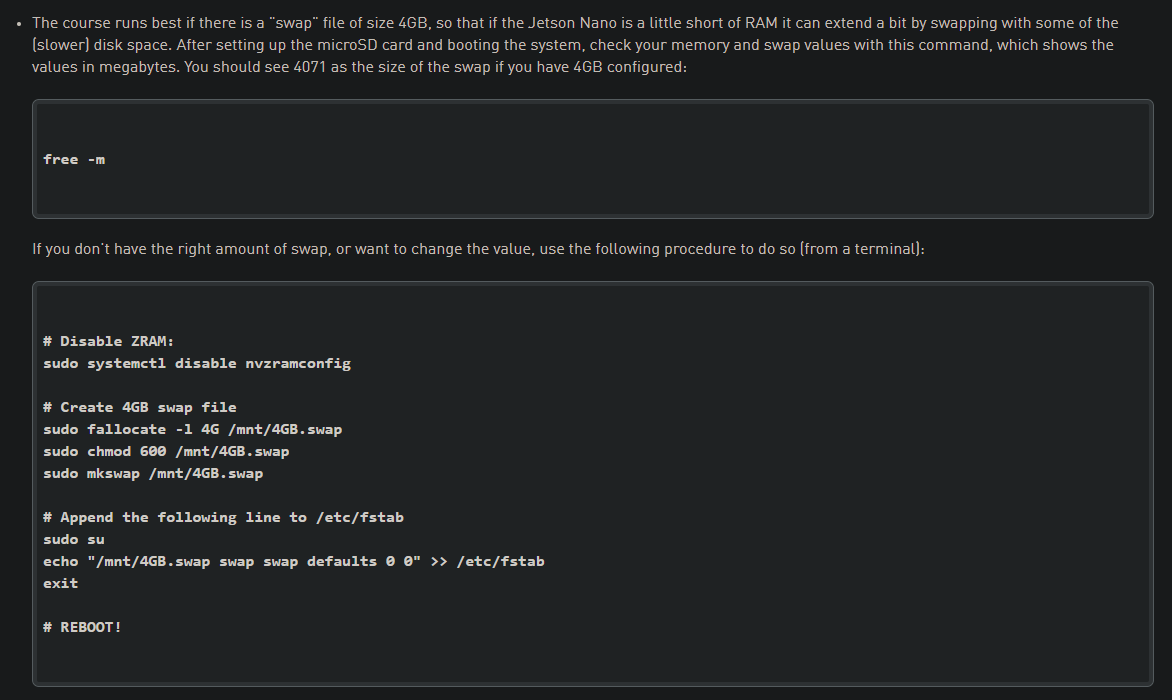 • The course runs best if there is a "swap" file of size 4GB, so that if the Jetson Nano is a little short of RAM it can extend a bit by swapping with some of the
(slower) disk space. After setting up the microSD card and booting the system, check your memory and swap values with this command, which shows the
values in megabytes. You should see 4071 as the size of the swap if you have 4GB configured:
free -m
If you don't have the right amount of swap, or want to change the value, use the following procedure to do so (from a terminal):
# Disable ZRAM:
sudo systemctl disable nvzramconfig
# Create 4GB swap file
sudo fallocate -l 4G /mnt/4GB.swap
sudo chmod 600 /mnt/4GB.swap
sudo mkswap /mnt/4GB.swap
# Append the following line to /etc/fstab
sudo su
echo "/mnt/4GB.swap swap swap defaults 0 0" >> /etc/fstab
exit
# REBOOT!